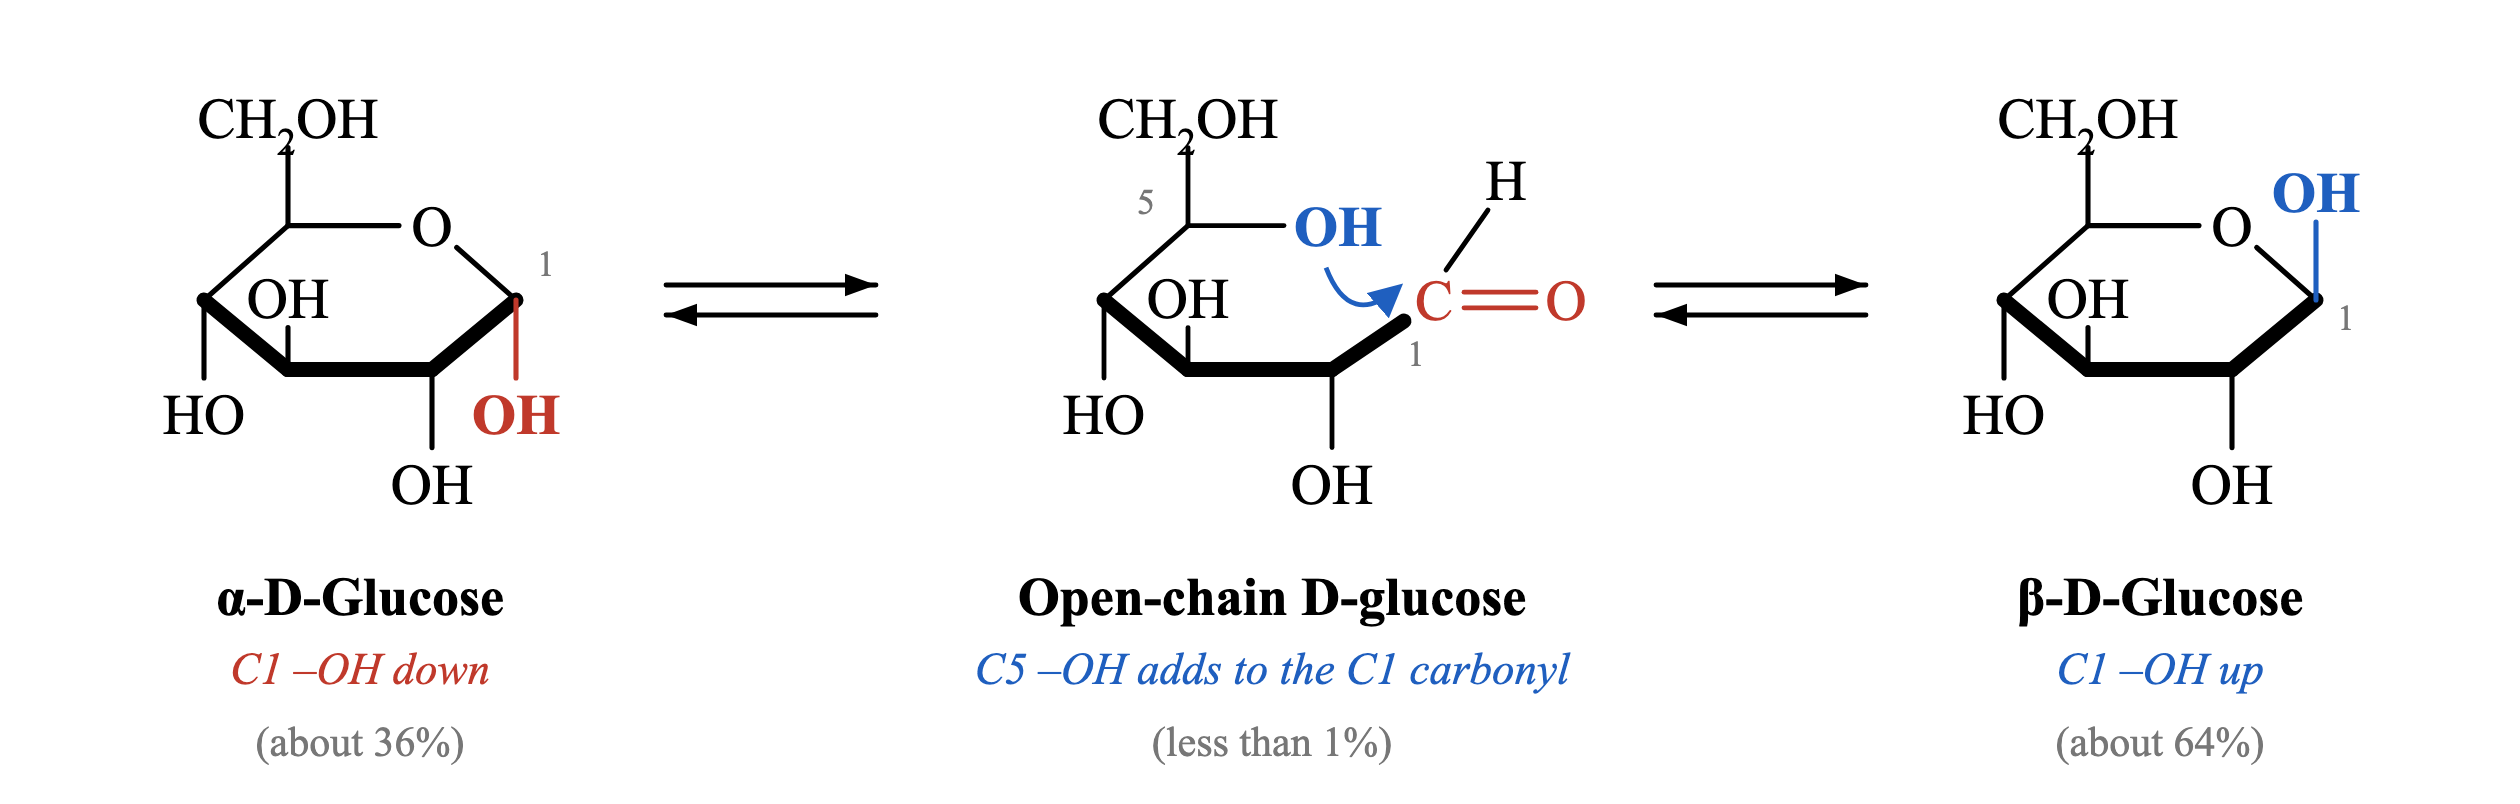 CH₂OH
O
1
OH
HO
OH
OH
CH₂OH
H
5
OH
OH
C
O
1
HO
OH
CH₂OH
OH
O
OH
1
HO
OH
α-D-Glucose
Open-chain D-glucose
β-D-Glucose
C1 –OH down
C5 –OH adds to the C1 carbonyl
C1 –OH up
(about 36%)
(less than 1%)
(about 64%)